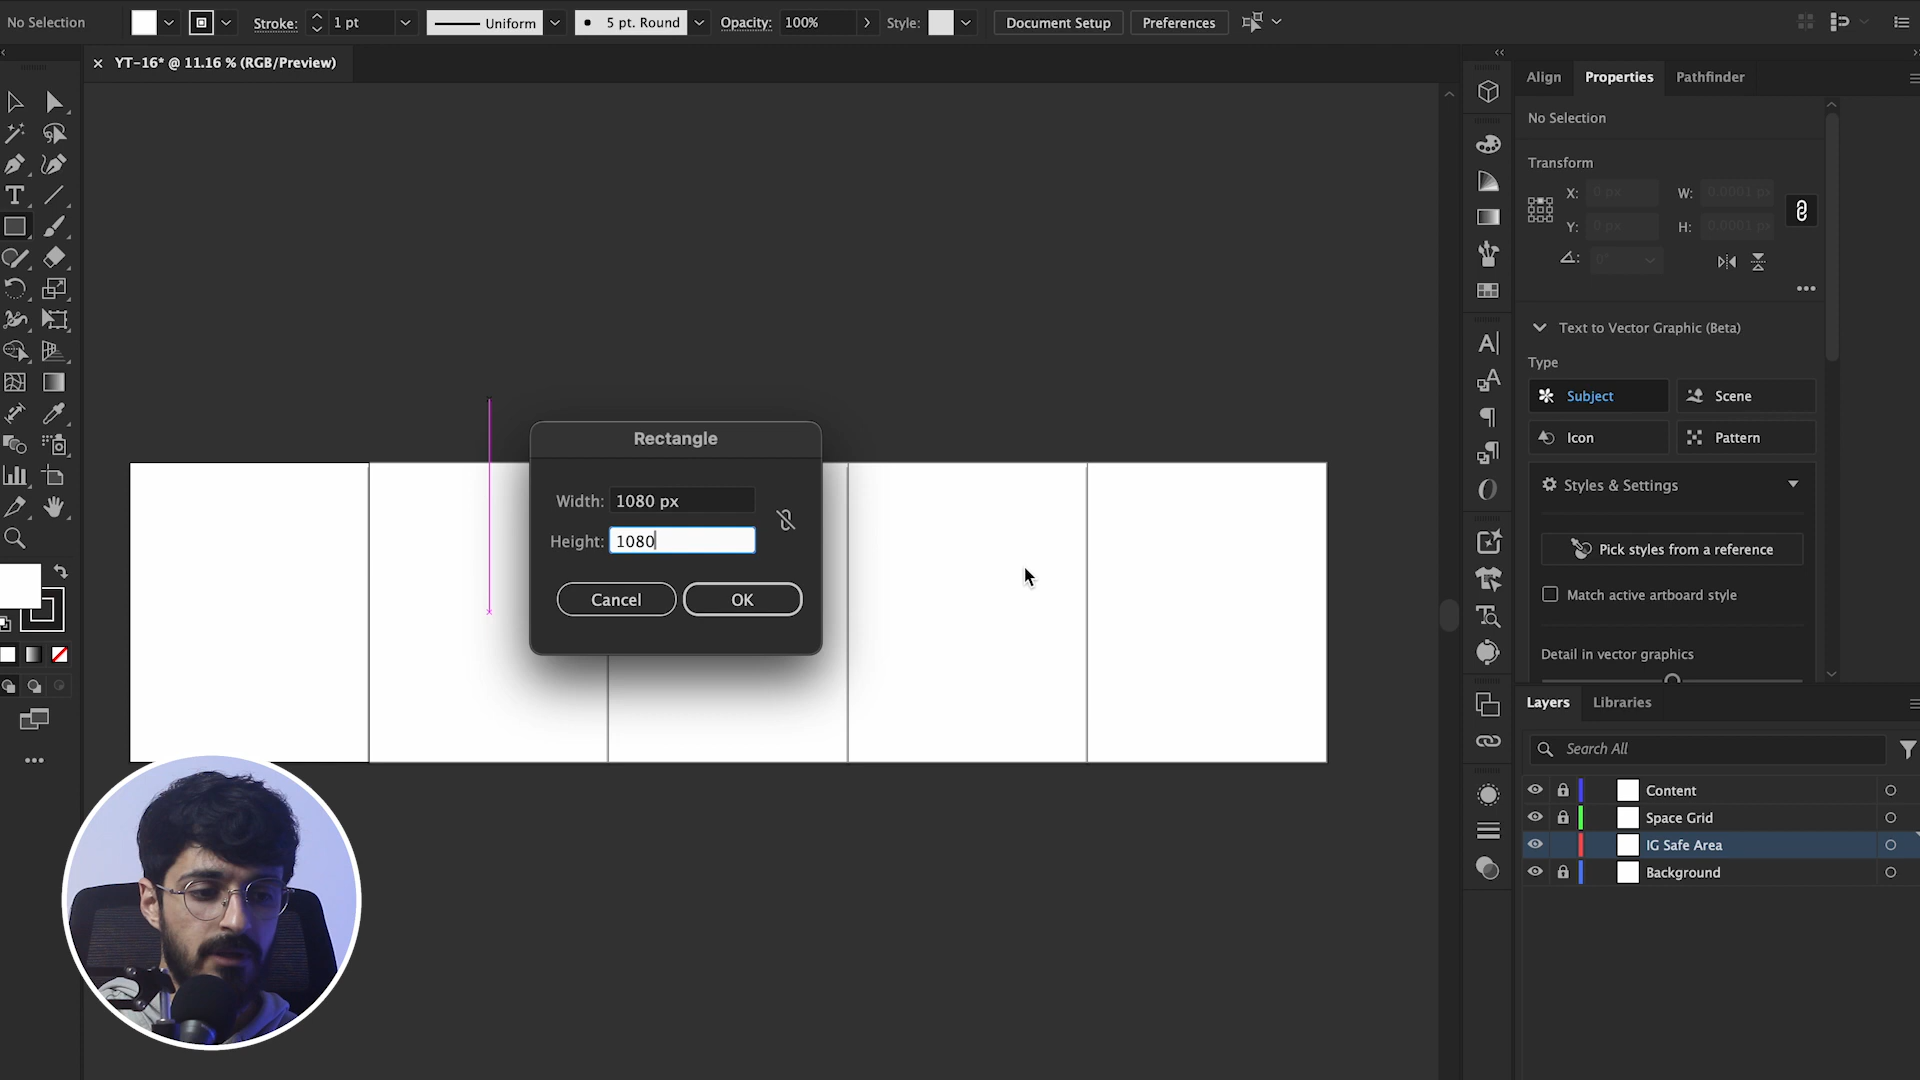 No Selection
Stroke: 1 pt
Uniform
5 pt. Round
Opacity: 100%
Style:
Document Setup
Preferences
YT-16* @ 11.16 % (RGB/Preview)
Align Properties Pathfinder
No Selection
Transform
X: 0 px W: 0.0001 px
Y: 0 px H: 0.0001 px
0°
Text to Vector Graphic (Beta)
Type
Subject Scene
Icon Pattern
Styles & Settings
Pick styles from a reference
Match active artboard style
Detail in vector graphics
Rectangle
Width: 1080 px
Height: 1080
Cancel OK
Layers Libraries
Search All
Content
Space Grid
IG Safe Area
Background